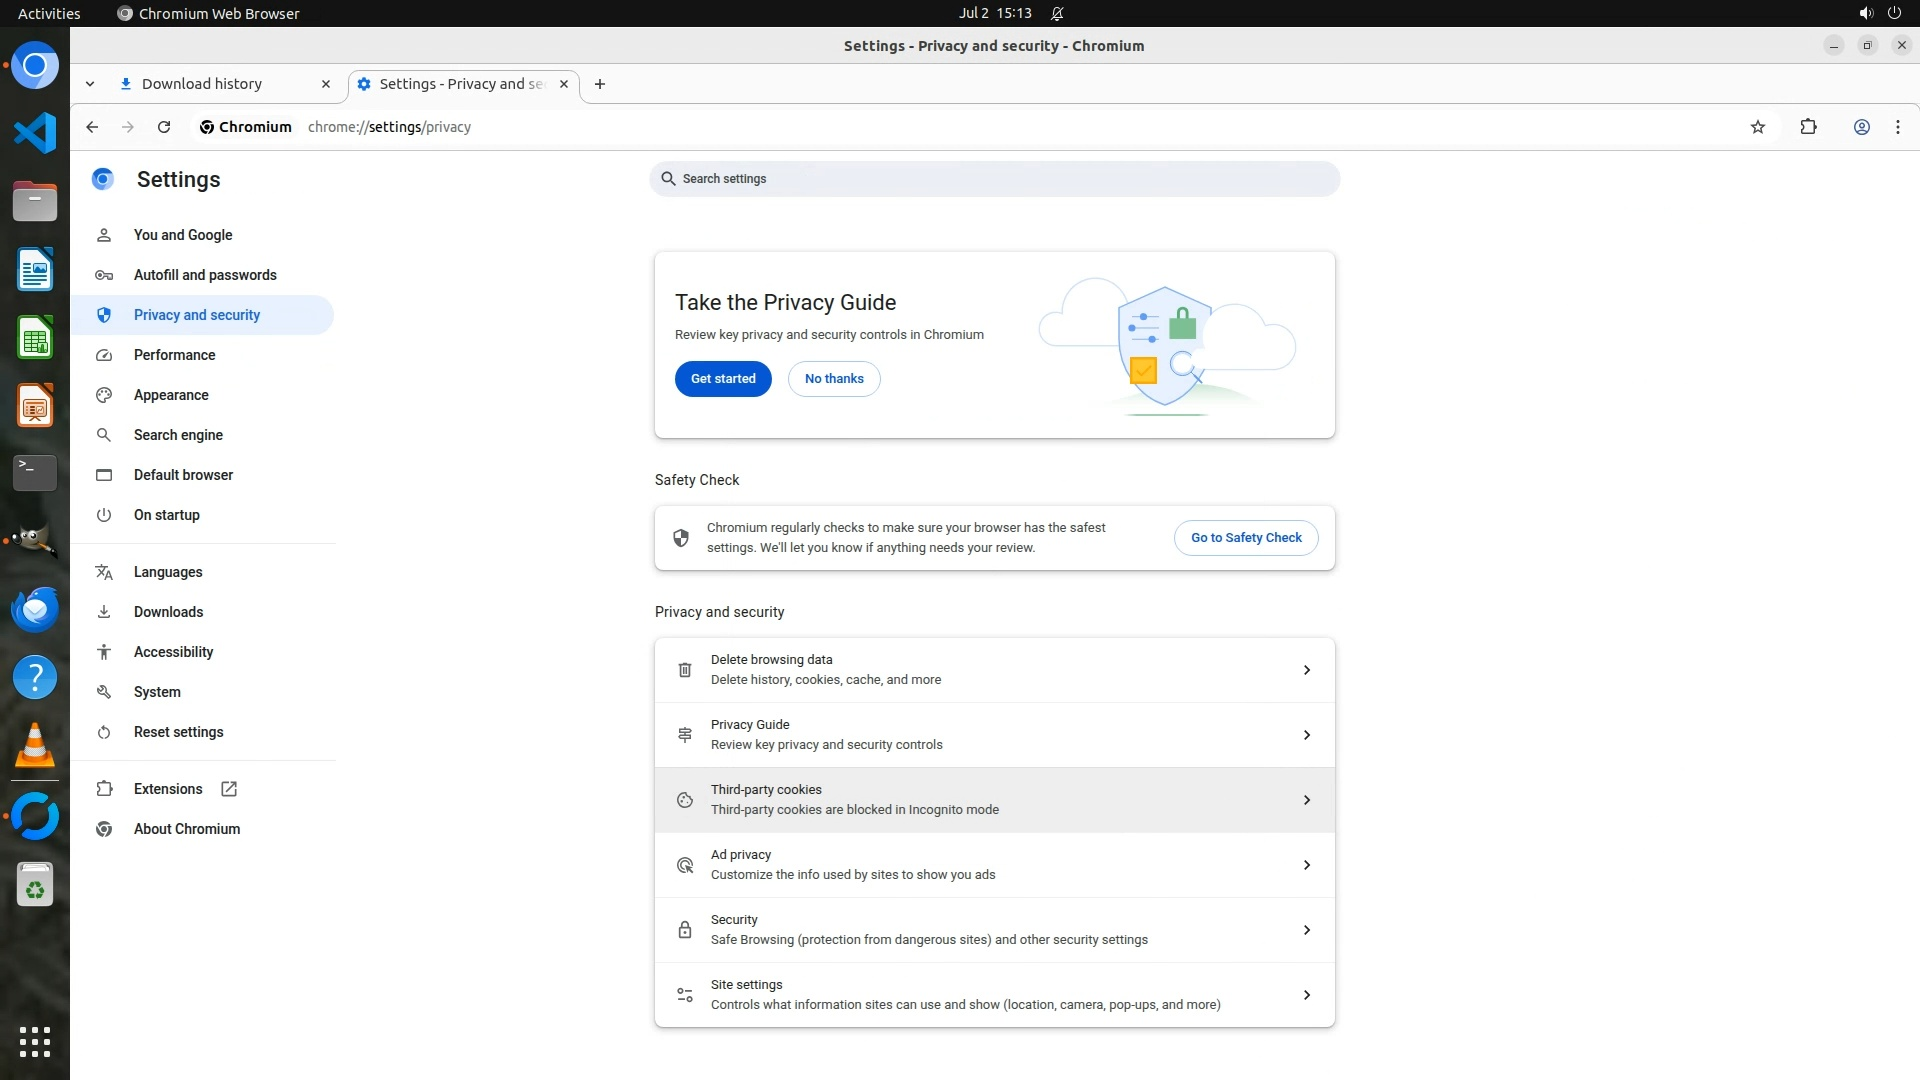 Activities
Chromium Web Browser
Jul 2 15:13
Settings - Privacy and security - Chromium
Download history
Settings - Privacy and se
Chromium
chrome://settings/privacy
Settings
Search settings
You and Google
Autofill and passwords
Privacy and security
Performance
Appearance
Search engine
Default browser
On startup
Languages
Downloads
Accessibility
System
Reset settings
Extensions
About Chromium
Take the Privacy Guide
Review key privacy and security controls in Chromium
Get started
No thanks
Safety Check
Chromium regularly checks to make sure your browser has the safest
settings. We'll let you know if anything needs your review.
Go to Safety Check
Privacy and security
Delete browsing data
Delete history, cookies, cache, and more
Privacy Guide
Review key privacy and security controls
Third-party cookies
Third-party cookies are blocked in Incognito mode
Ad privacy
Customize the info used by sites to show you ads
Security
Safe Browsing (protection from dangerous sites) and other security settings
Site settings
Controls what information sites can use and show (location, camera, pop-ups, and more)